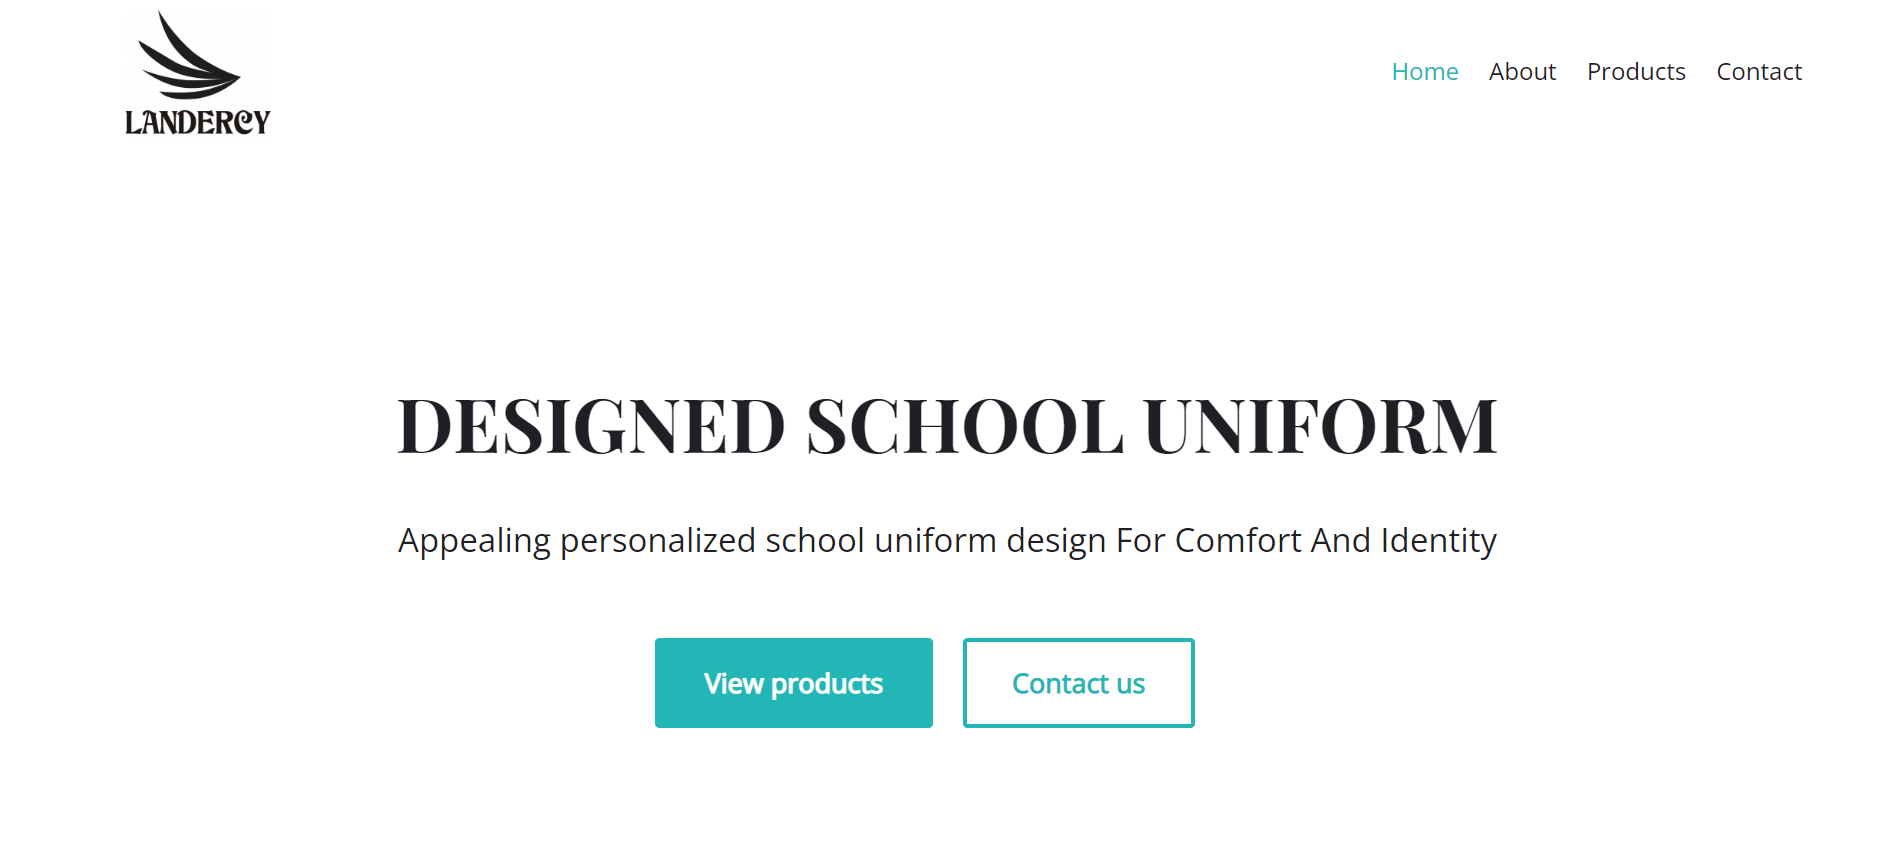 LANDERCY
Home About Products Contact
DESIGNED SCHOOL UNIFORM
Appealing personalized school uniform design For Comfort And Identity
View products Contact us